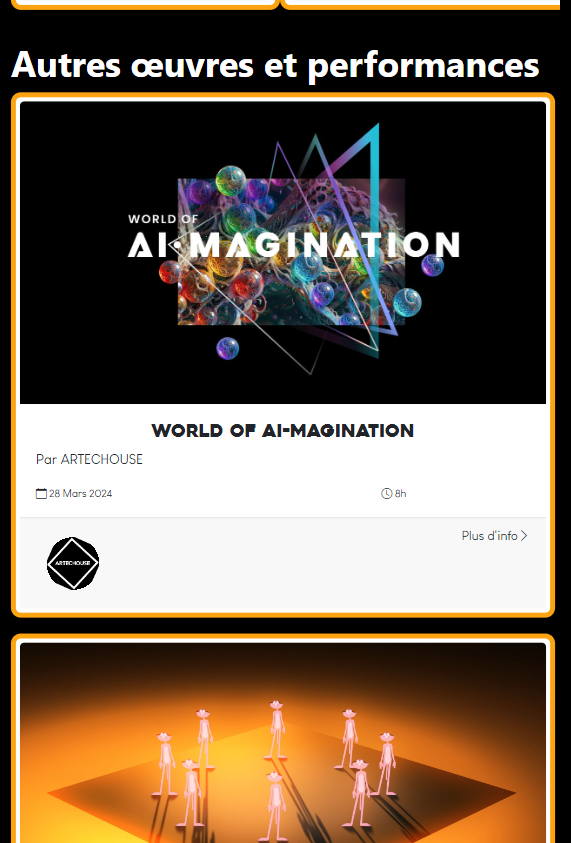 Autres œuvres et performances
WORLD OF
AI•MAGINATION
WORLD OF AI-MAGINATION
Par ARTECHOUSE
28 Mars 2024
8h
Plus d'info
ARTECHOUSE